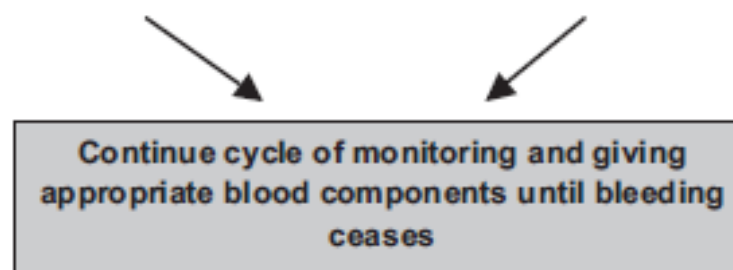 Continue cycle of monitoring and giving
appropriate blood components until bleeding
ceases